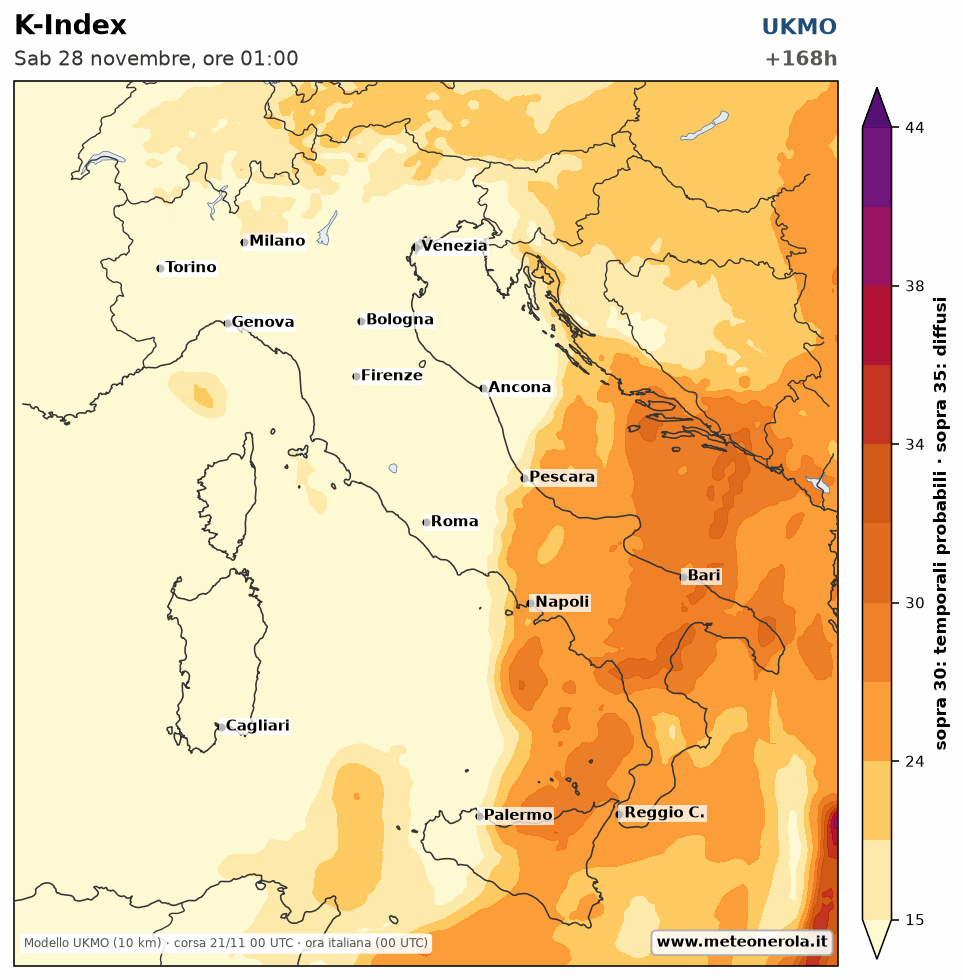 K-Index
UKMO
Sab 28 novembre, ore 01:00
+168h
44
Milano
Venezia
Torino
38
Genova
Bologna
Firenze
Ancona
34
Pescara
Roma
Bari
30
Napoli
Cagliari
24
Palermo
Reggio C.
15
sopra 30: temporali probabili · sopra 35: diffusi
Modello UKMO (10 km) · corsa 21/11 00 UTC · ora italiana (00 UTC)
www.meteonerola.it